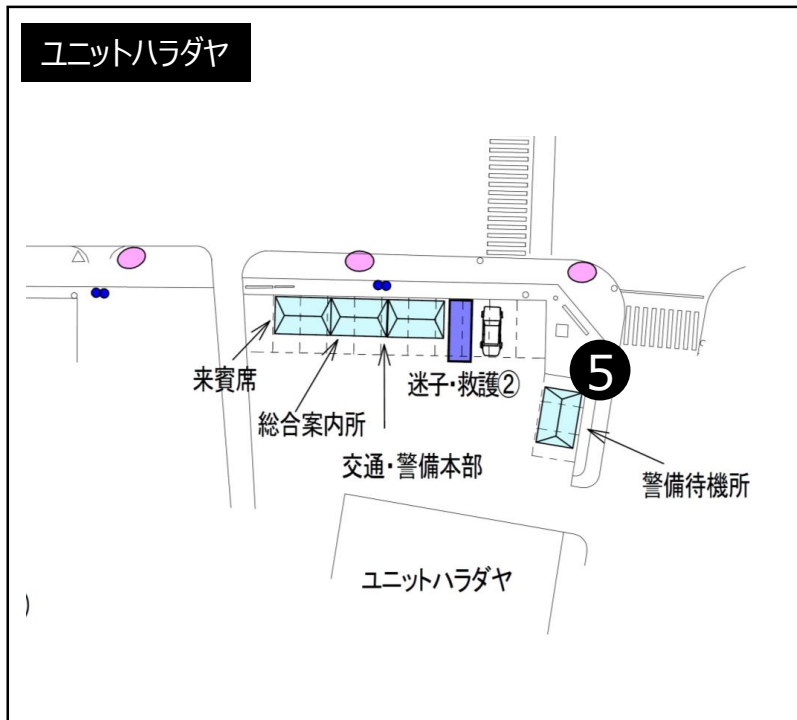 ユニットハラダヤ
5
来賓席
総合案内所
交通・警備本部
迷子・救護②
警備待機所
ユニットハラダヤ
)